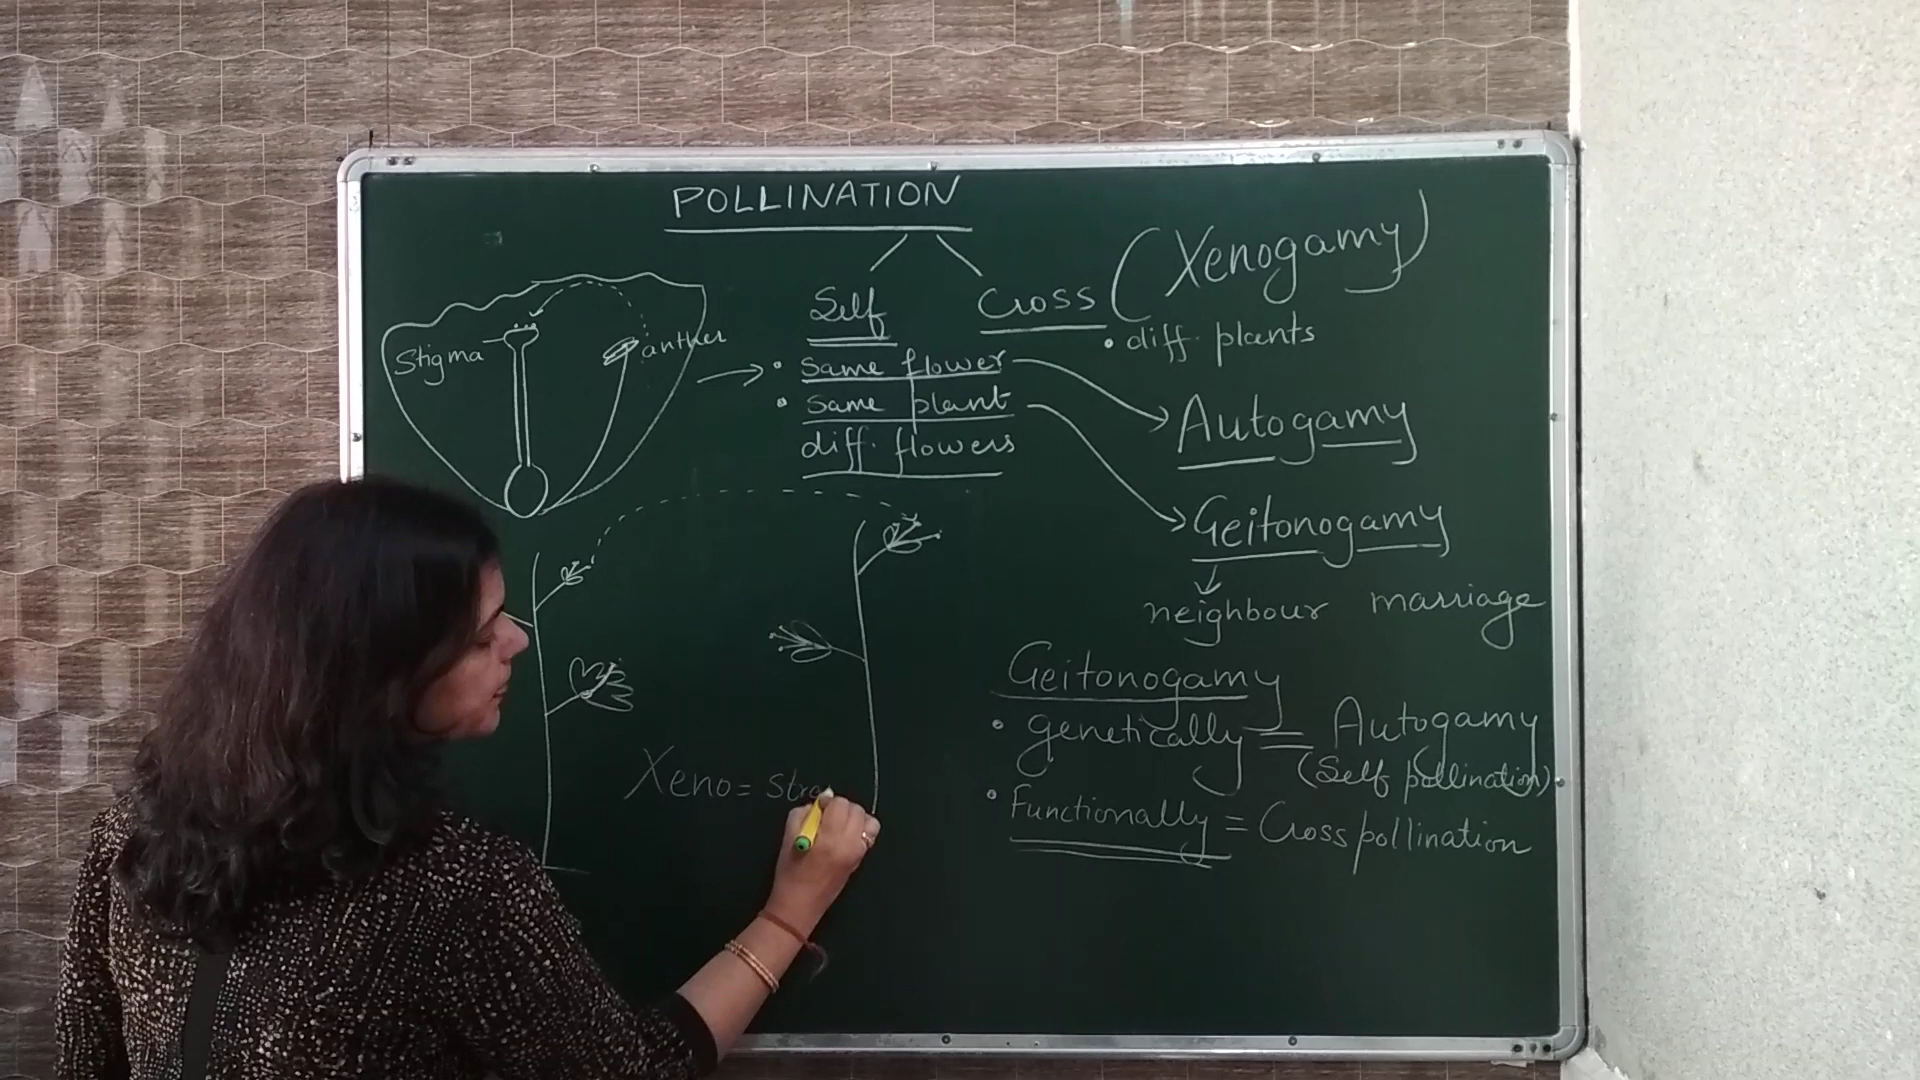 POLLINATION
Self
Cross (Xenogamy)
• diff. plants
Stigma
anther
• Same flower
• Same plant
diff. flowers
Autogamy
Geitonogamy
neighbour marriage
Geitonogamy
• genetically = Autogamy
(Self pollination)
• Functionally = Cross pollination
Xeno = Stra